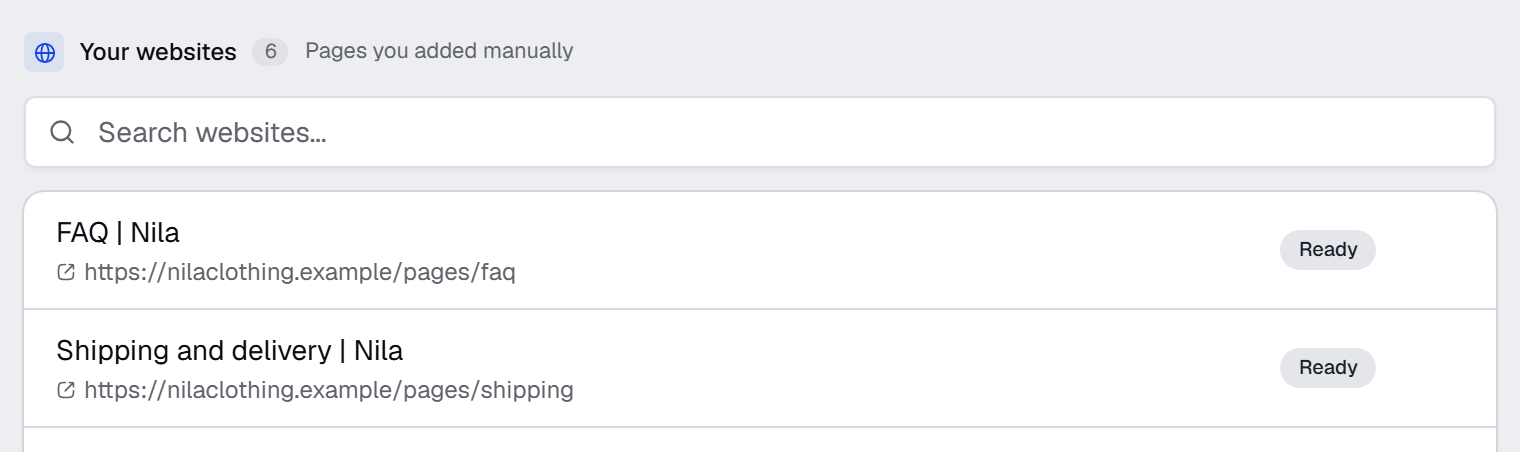 Your websites 6 Pages you added manually
Search websites...
FAQ | Nila
https://nilaclothing.example/pages/faq
Ready
Shipping and delivery | Nila
https://nilaclothing.example/pages/shipping
Ready